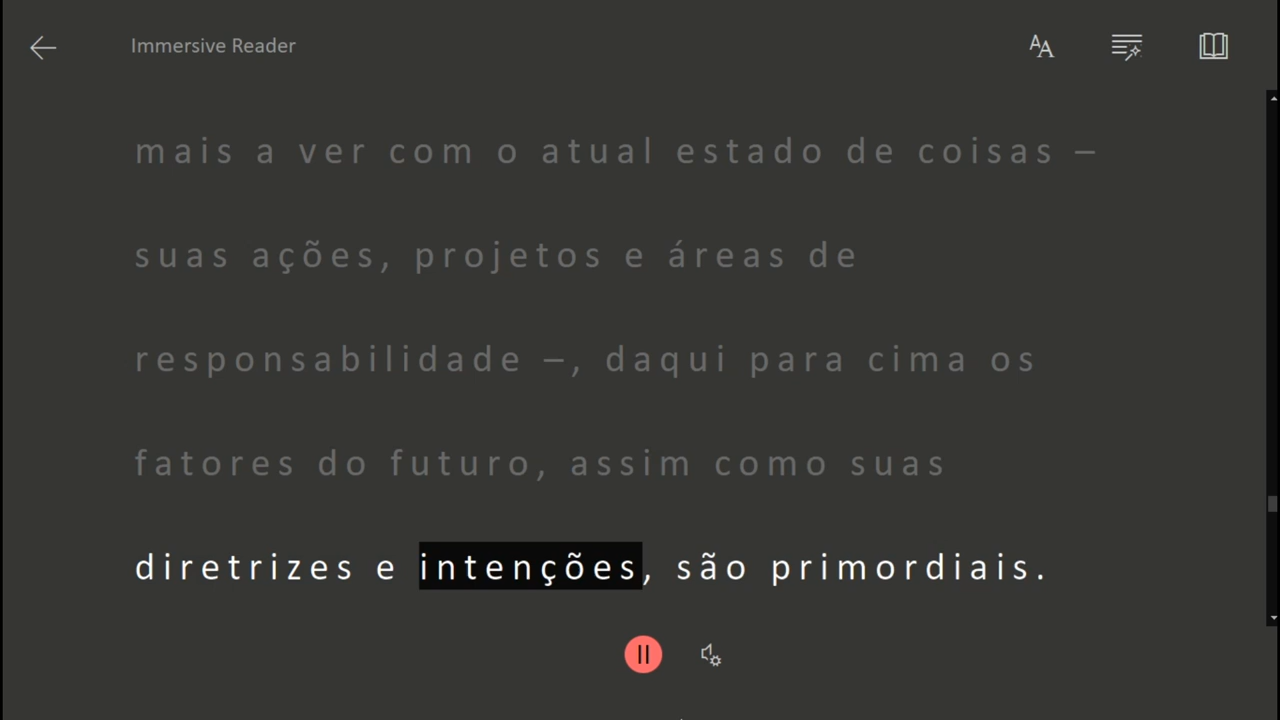 Immersive Reader
mais a ver com o atual estado de coisas –
suas ações, projetos e áreas de
responsabilidade –, daqui para cima os
fatores do futuro, assim como suas
diretrizes e intenções, são primordiais.